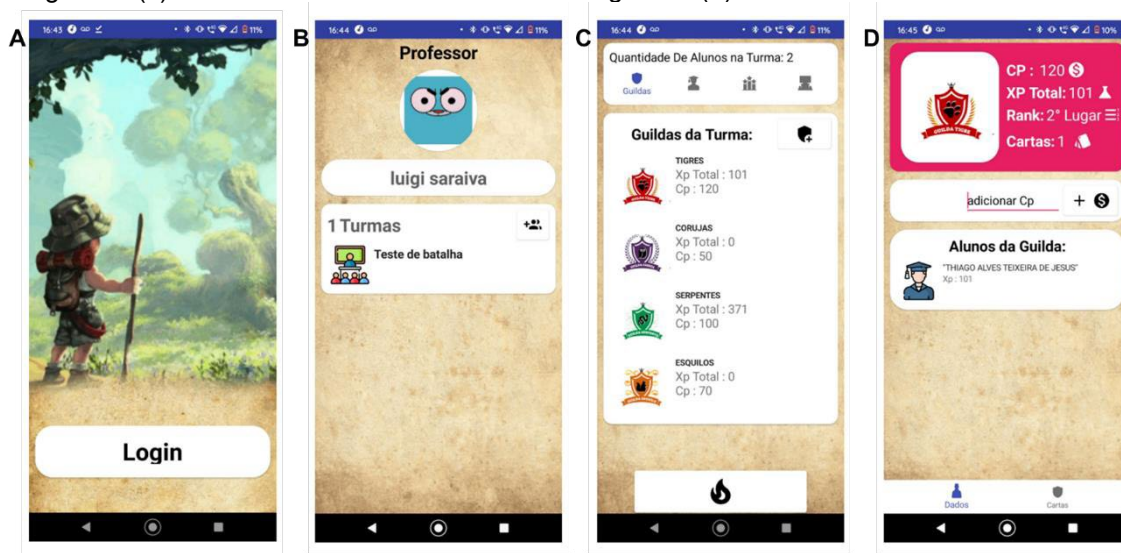 A
16:43
11%
Login
B
16:44
11%
Professor
luigi saraiva
1 Turmas
Teste de batalha
C
16:44
11%
Quantidade De Alunos na Turma: 2
Guildas
Guildas da Turma:
TIGRES
Xp Total : 101
Cp : 120
CORUJAS
Xp Total : 0
Cp : 50
SERPENTES
Xp Total : 371
Cp : 100
ESQUILOS
Xp Total : 0
Cp : 70
D
16:45
10%
CP : 120
XP Total: 101
Rank: 2° Lugar
Cartas: 1
GUILDA TIGRE
adicionar Cp
Alunos da Guilda:
"THIAGO ALVES TEIXEIRA DE JESUS"
Xp : 101
Dados
Cartas